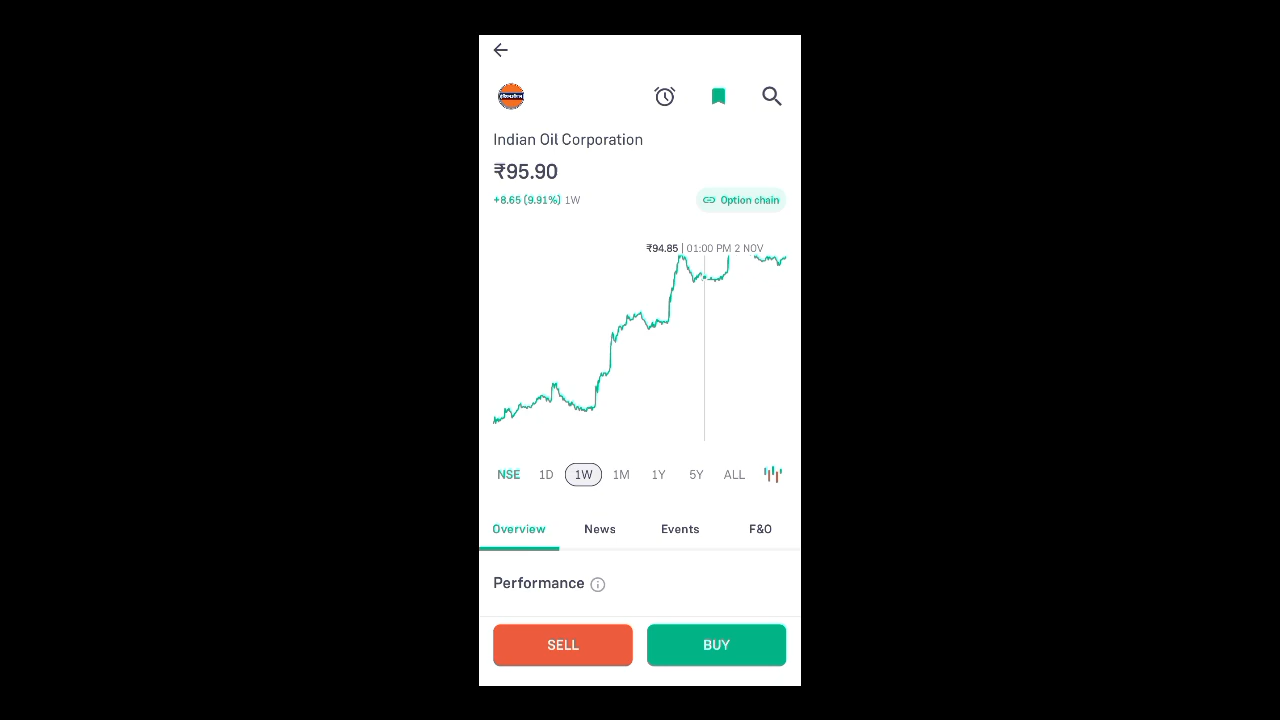 Indian Oil Corporation
₹95.90
+8.65 (9.91%) 1W
Option chain
₹94.85 | 01:00 PM 2 NOV
NSE 1D 1W 1M 1Y 5Y ALL
Overview News Events F&O
Performance
SELL BUY